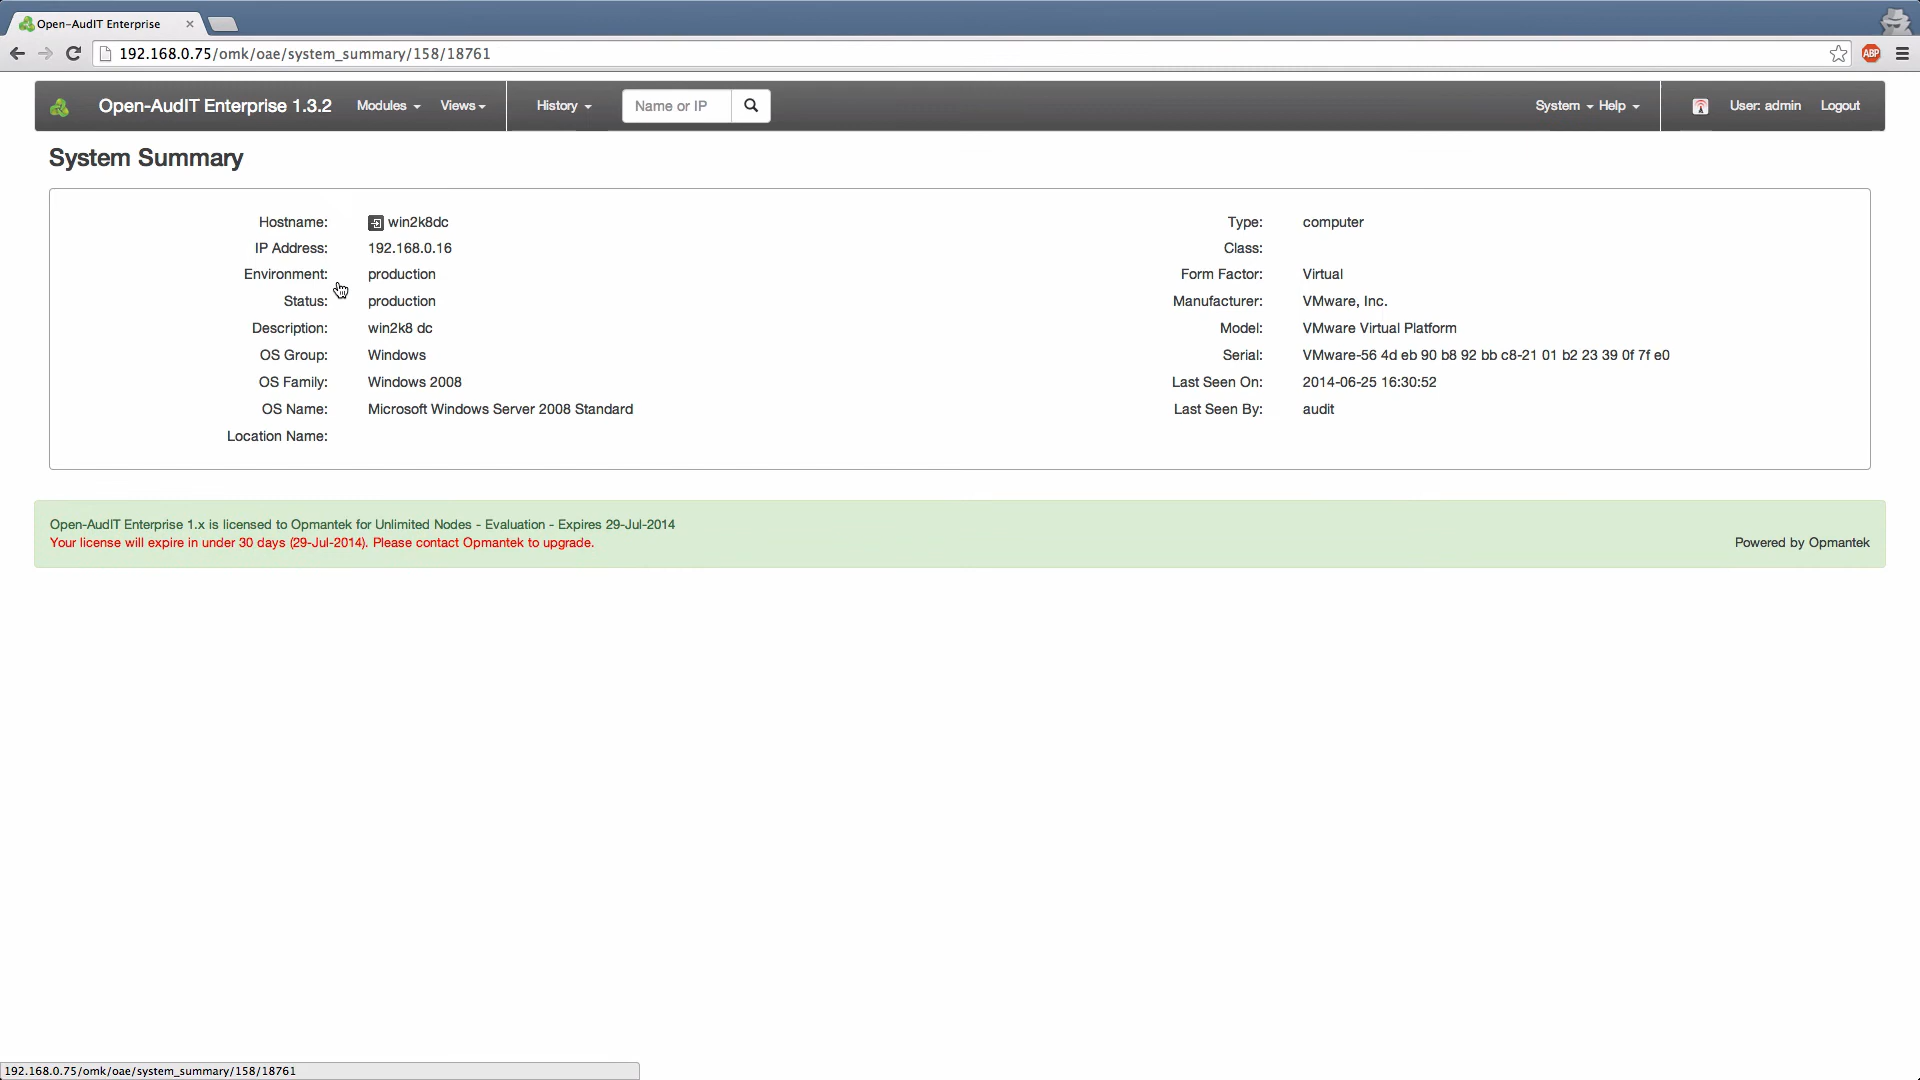 Open-AudIT Enterprise
192.168.0.75/omk/oae/system_summary/158/18761
ABP
Open-AudIT Enterprise 1.3.2 Modules Views History Name or IP System Help User: admin Logout
System Summary
Hostname: win2k8dc
IP Address: 192.168.0.16
Environment: production
Status: production
Description: win2k8 dc
OS Group: Windows
OS Family: Windows 2008
OS Name: Microsoft Windows Server 2008 Standard
Location Name:
Type: computer
Class:
Form Factor: Virtual
Manufacturer: VMware, Inc.
Model: VMware Virtual Platform
Serial: VMware-56 4d eb 90 b8 92 bb c8-21 01 b2 23 39 0f 7f e0
Last Seen On: 2014-06-25 16:30:52
Last Seen By: audit
Open-AudIT Enterprise 1.x is licensed to Opmantek for Unlimited Nodes - Evaluation - Expires 29-Jul-2014
Your license will expire in under 30 days (29-Jul-2014). Please contact Opmantek to upgrade.
Powered by Opmantek
192.168.0.75/omk/oae/system_summary/158/18761